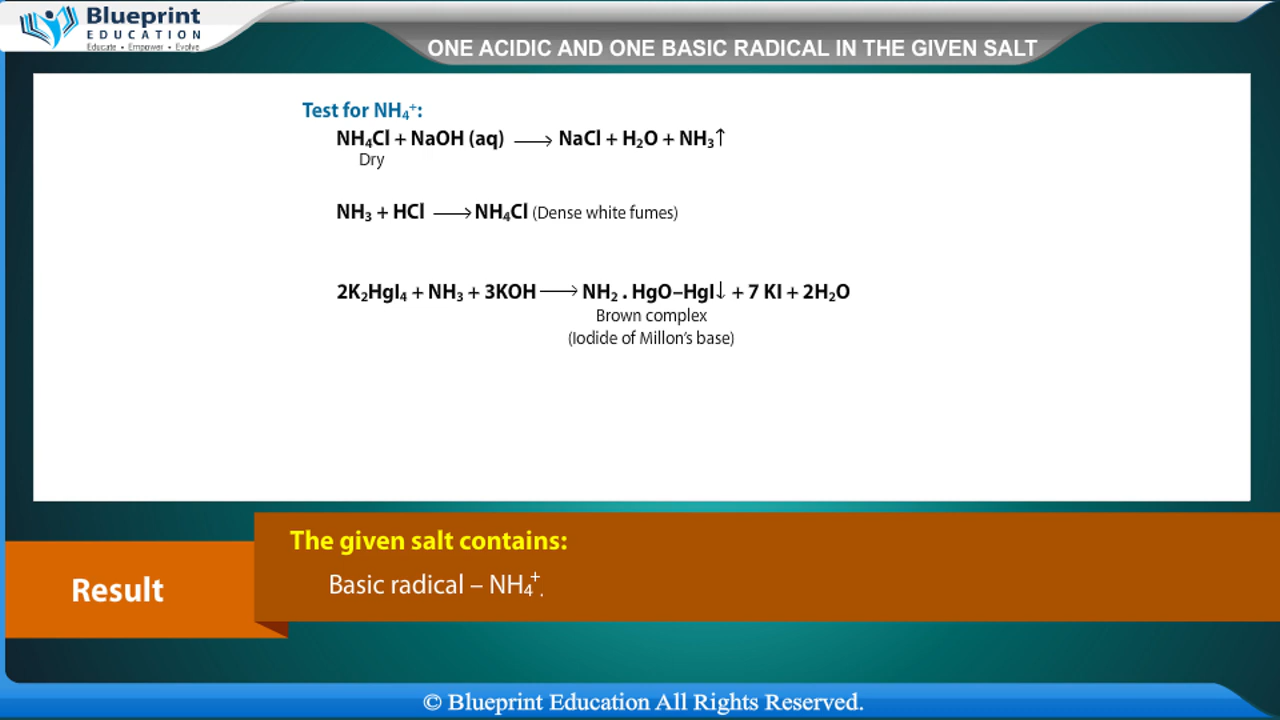 Blueprint
EDUCATION
Educate • Empower • Evolve
ONE ACIDIC AND ONE BASIC RADICAL IN THE GIVEN SALT
Test for NH₄⁺:
NH₄Cl + NaOH (aq) ⟶ NaCl + H₂O + NH₃↑
Dry
NH₃ + HCl ⟶ NH₄Cl (Dense white fumes)
2K₂HgI₄ + NH₃ + 3KOH ⟶ NH₂ . HgO–HgI↓ + 7 KI + 2H₂O
Brown complex
(Iodide of Millon's base)
The given salt contains:
Result
Basic radical – NH₄⁺.
© Blueprint Education All Rights Reserved.